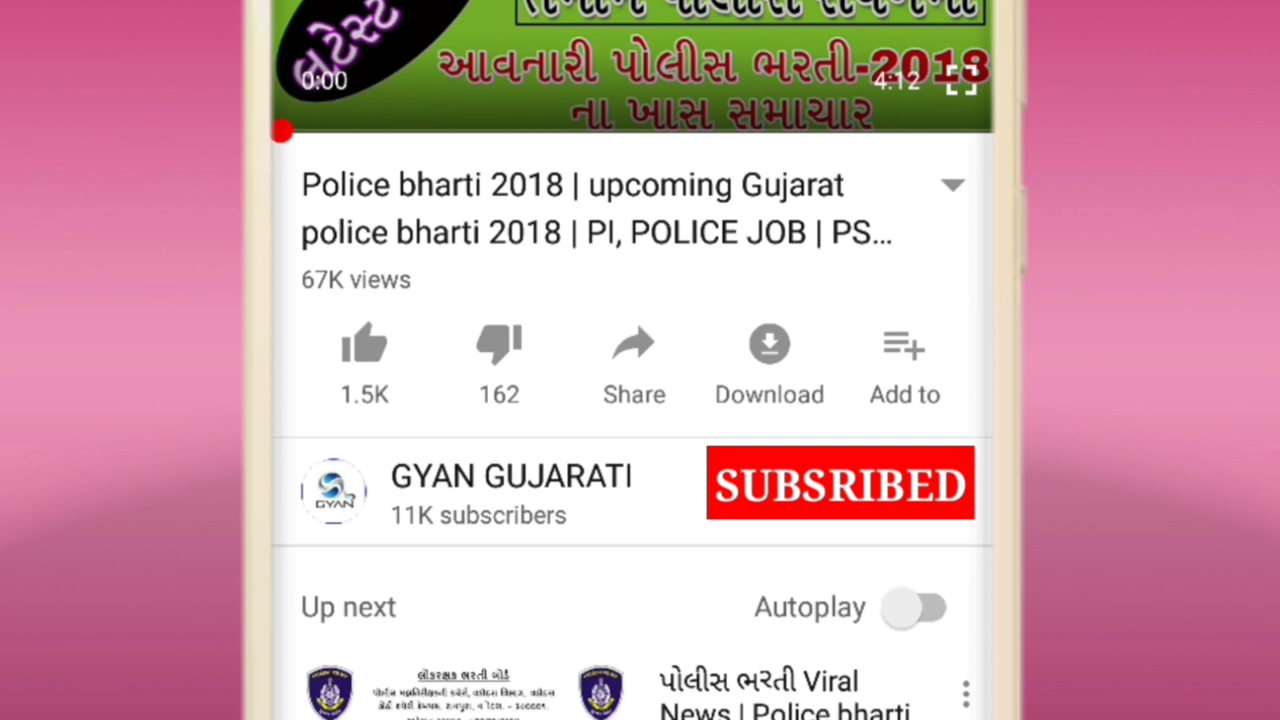 લેટેસ્ટ
આવનારી પોલીસ ભરતી-2018
ના ખાસ સમાચાર
0:00
4:12
Police bharti 2018 | upcoming Gujarat
police bharti 2018 | PI, POLICE JOB | PS...
67K views
1.5K
162
Share
Download
Add to
GYAN
GYAN GUJARATI
11K subscribers
SUBSRIBED
Up next
Autoplay
લોકરક્ષક ભરતી બોર્ડ
પોલીસ ભરતી Viral
News | Police bharti